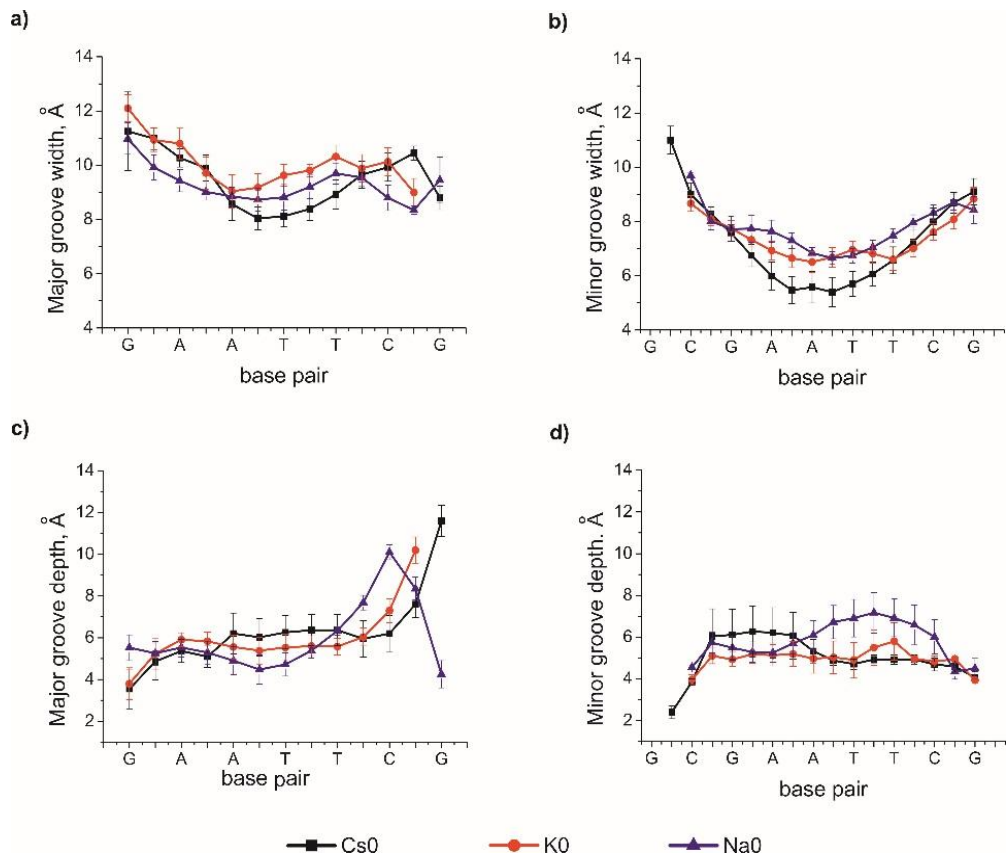 a)
Major groove width, Å
14
12
10
8
6
4
G A A T T C G
base pair
b)
Minor groove width, Å
14
12
10
8
6
4
G C G A A T T C G
base pair
c)
Major groove depth, Å
14
12
10
8
6
4
2
G A A T T C G
base pair
d)
Minor groove depth. Å
14
12
10
8
6
4
2
G C G A A T T C G
base pair
Cs0 K0 Na0